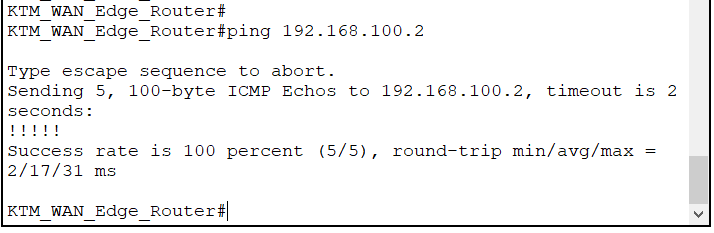 KTM_WAN_Edge_Router#
KTM_WAN_Edge_Router#ping 192.168.100.2
Type escape sequence to abort.
Sending 5, 100-byte ICMP Echos to 192.168.100.2, timeout is 2
seconds:
!!!!!
Success rate is 100 percent (5/5), round-trip min/avg/max =
2/17/31 ms
KTM_WAN_Edge_Router#